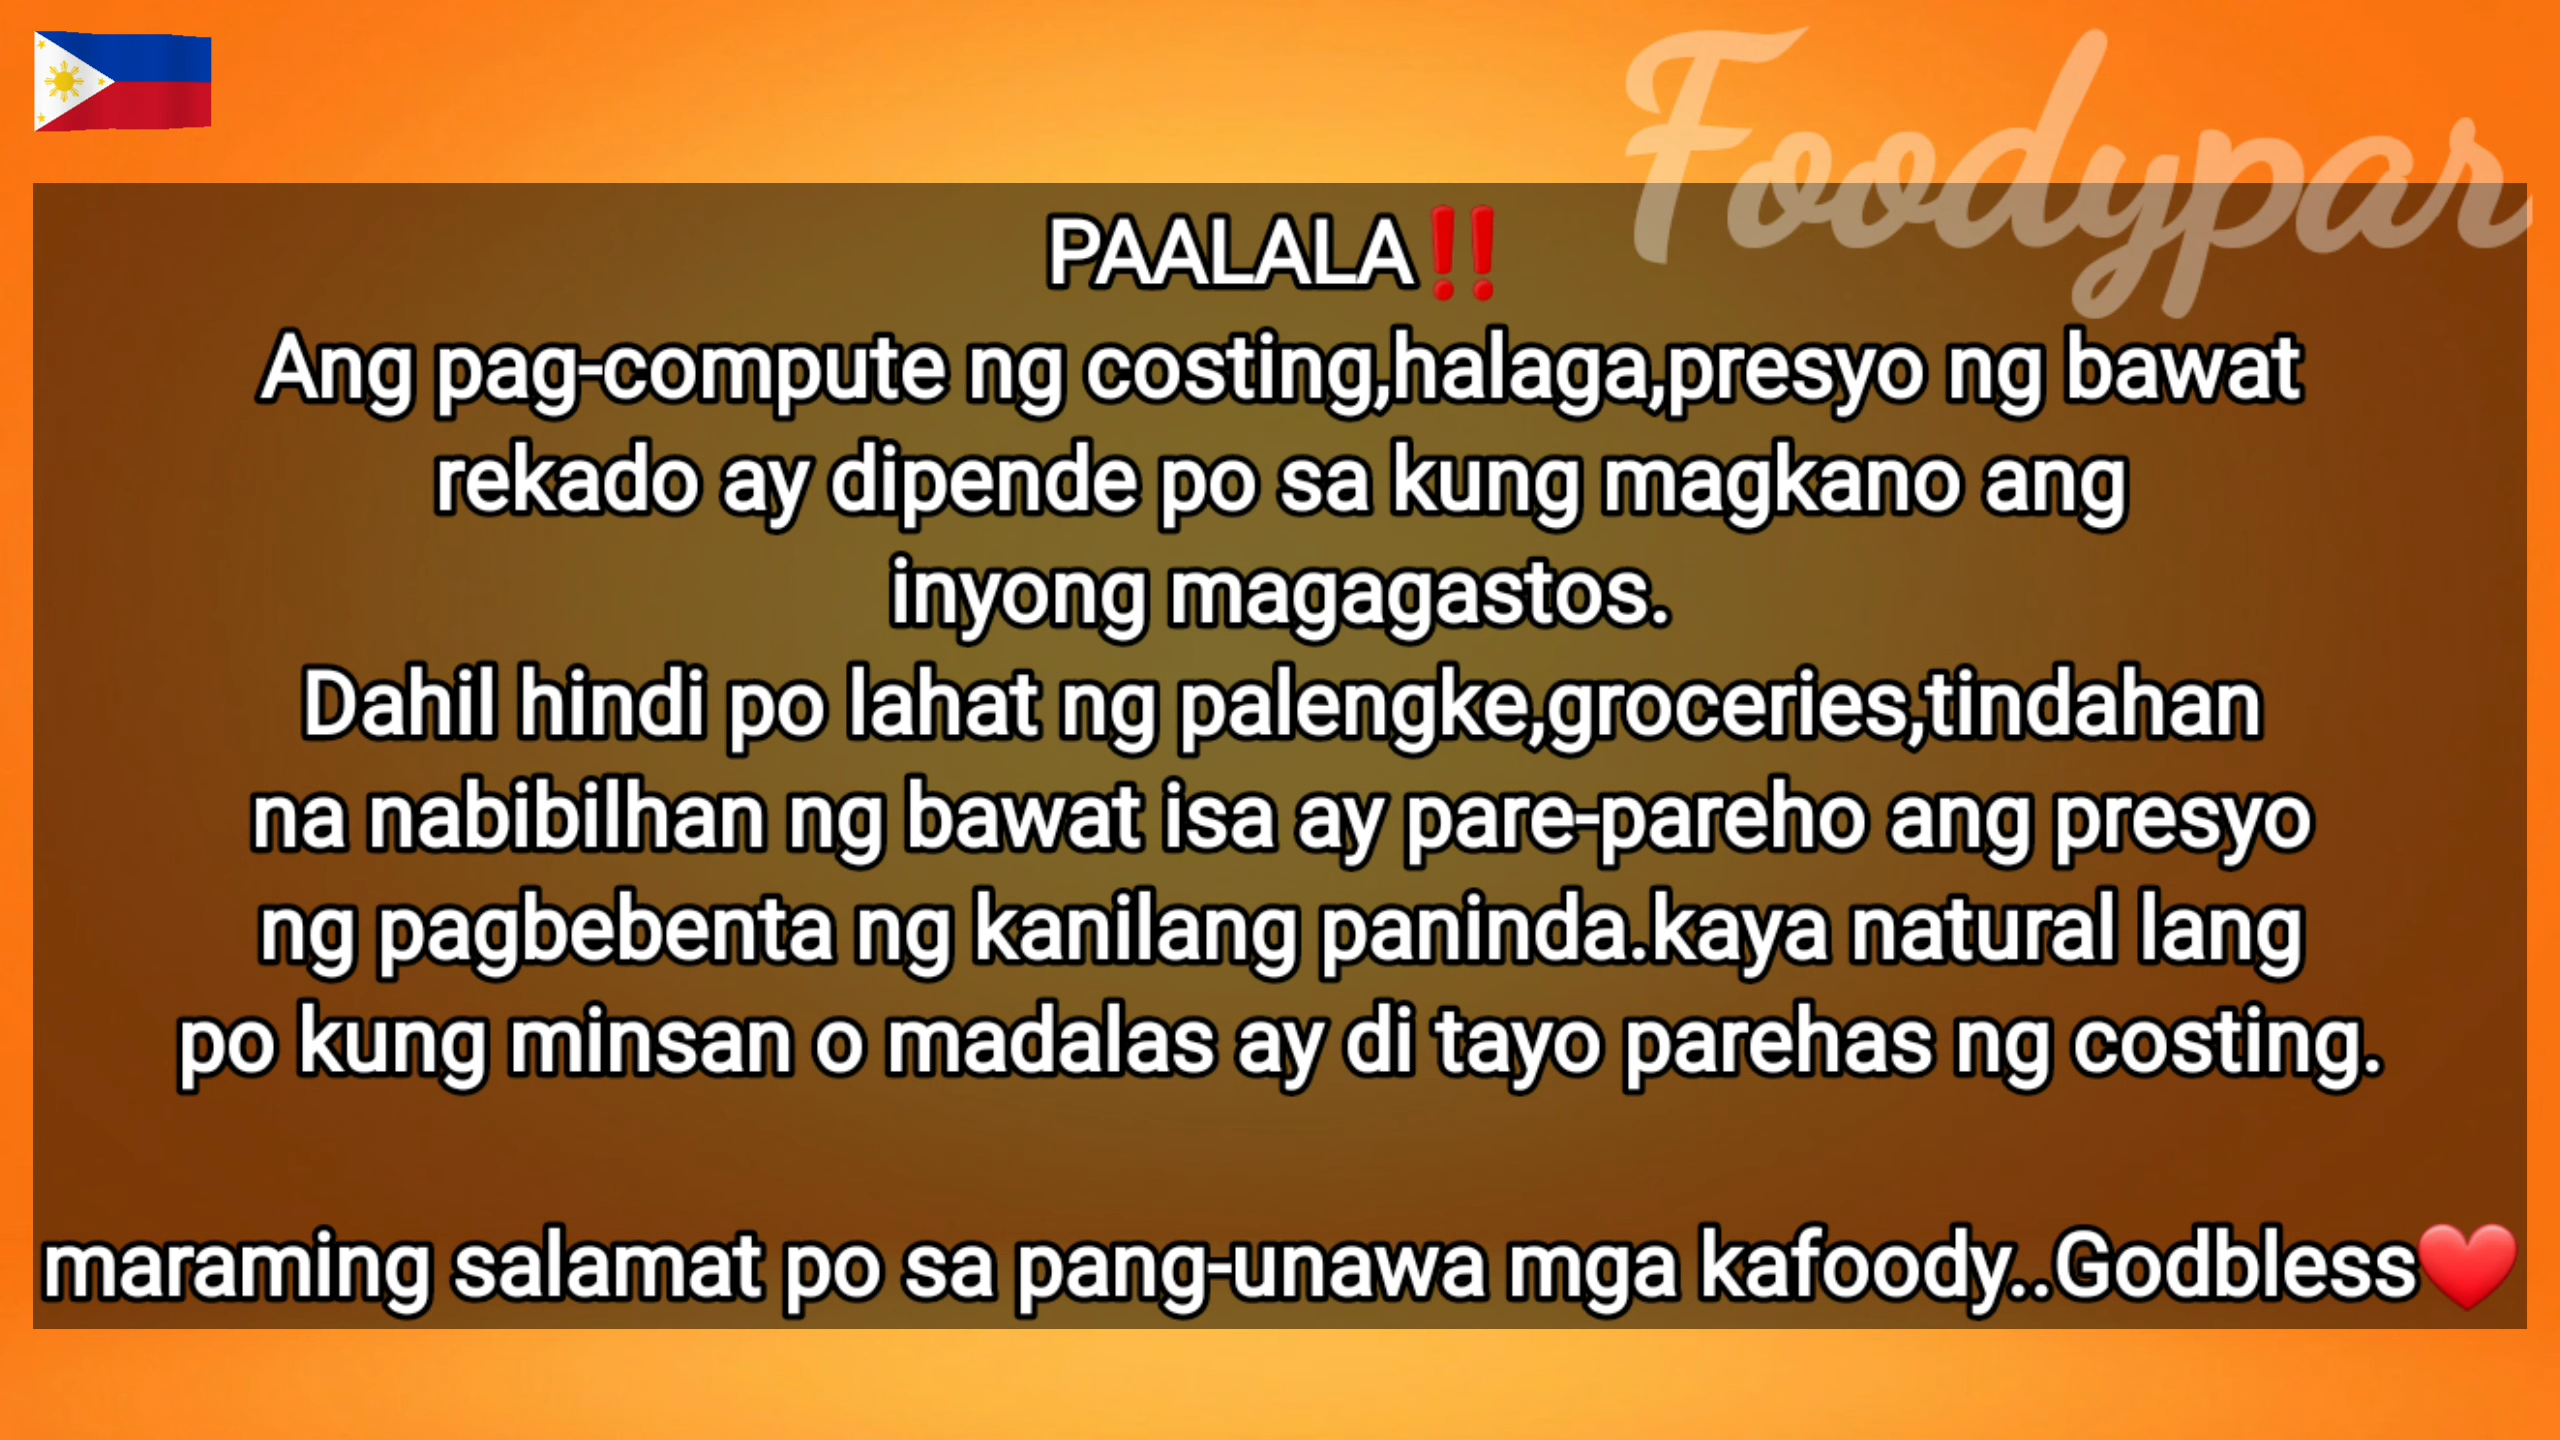 Foodypar
PAALALA‼️
Ang pag-compute ng costing,halaga,presyo ng bawat
rekado ay dipende po sa kung magkano ang
inyong magagastos.
Dahil hindi po lahat ng palengke,groceries,tindahan
na nabibilhan ng bawat isa ay pare-pareho ang presyo
ng pagbebenta ng kanilang paninda.kaya natural lang
po kung minsan o madalas ay di tayo parehas ng costing.
maraming salamat po sa pang-unawa mga kafoody..Godbless❤️